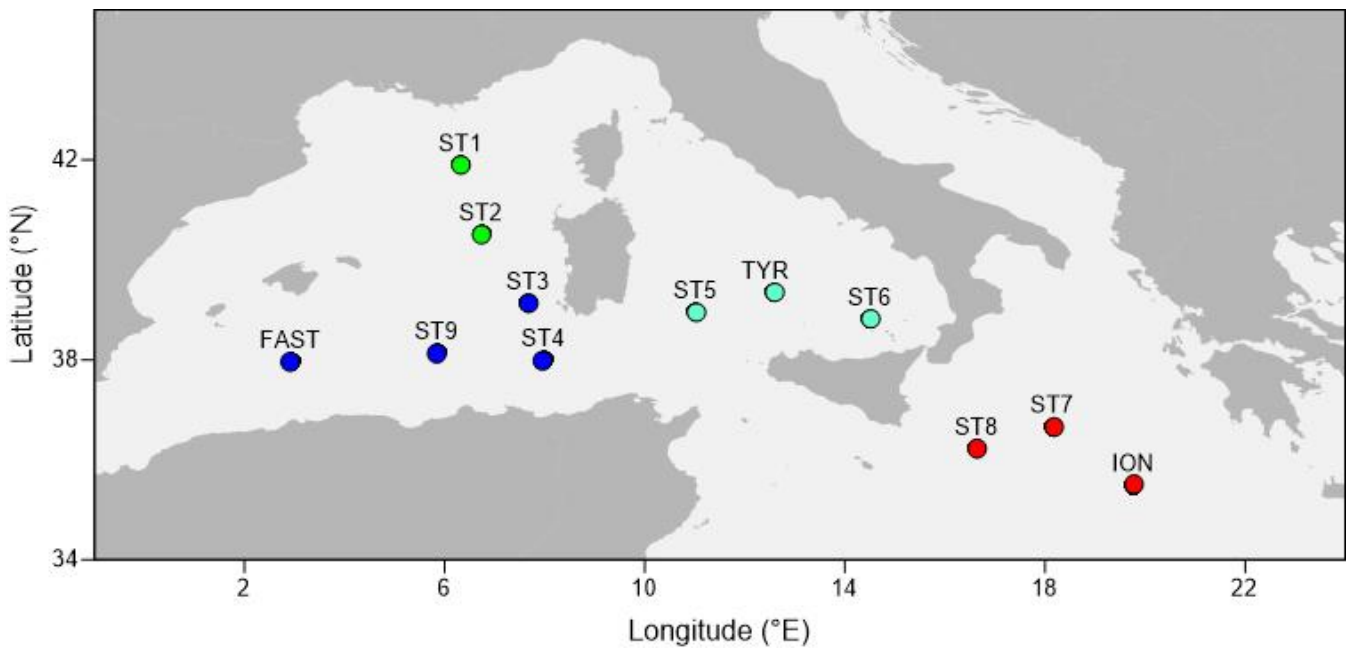 ST1
42
ST2
TYR
ST3
ST5
ST6
FAST
ST9
ST4
38
ST7
ST8
ION
34
2 6 10 14 18 22
Longitude (°E)
Latitude (°N)